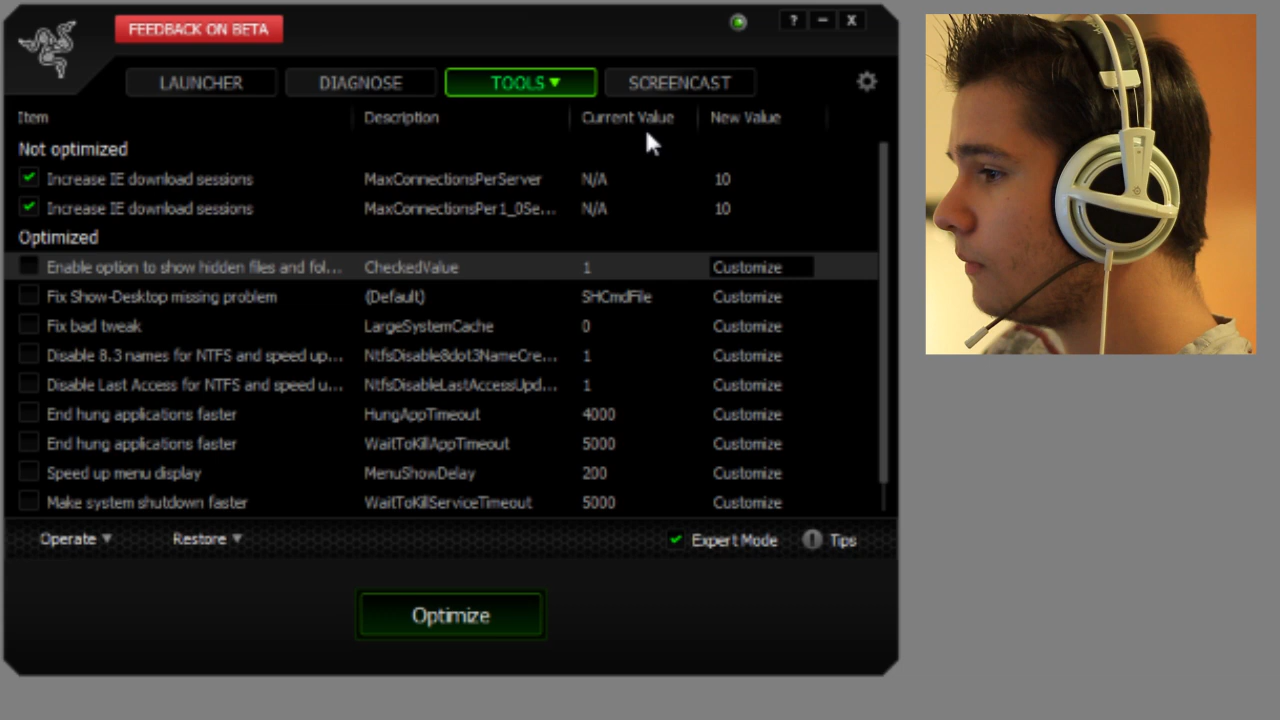 FEEDBACK ON BETA
? – X
LAUNCHER DIAGNOSE TOOLS▼ SCREENCAST
Item Description Current Value New Value
Not optimized
Increase IE download sessions MaxConnectionsPerServer N/A 10
Increase IE download sessions MaxConnectionsPer1_0Se... N/A 10
Optimized
Enable option to show hidden files and fol... CheckedValue 1 Customize
Fix Show-Desktop missing problem (Default) SHCmdFile Customize
Fix bad tweak LargeSystemCache 0 Customize
Disable 8.3 names for NTFS and speed up... NtfsDisable8dot3NameCre... 1 Customize
Disable Last Access for NTFS and speed u... NtfsDisableLastAccessUpd... 1 Customize
End hung applications faster HungAppTimeout 4000 Customize
End hung applications faster WaitToKillAppTimeout 5000 Customize
Speed up menu display MenuShowDelay 200 Customize
Make system shutdown faster WaitToKillServiceTimeout 5000 Customize
Operate ▼ Restore ▼ Expert Mode ! Tips
Optimize